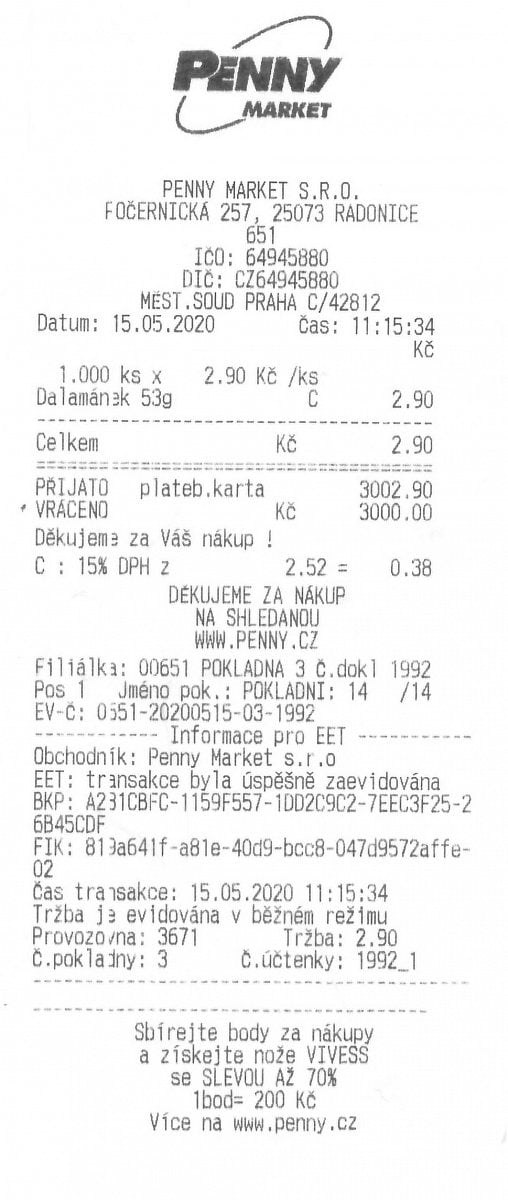 PENNY
MARKET
PENNY MARKET S.R.O.
POČERNICKÁ 257, 25073 RADONICE
651
IČO: 64945880
DIČ: CZ64945880
MĚST.SOUD PRAHA C/42812
Datum: 15.05.2020 Čas: 11:15:34
Kč
1.000 ks x 2.90 Kč /ks
Dalamánek 53g C 2.90
Celkem Kč 2.90
PŘIJATO plateb.karta 3002.90
VRÁCENO Kč 3000.00
Děkujeme za Váš nákup !
C : 15% DPH z 2.52 = 0.38
DĚKUJEME ZA NÁKUP
NA SHLEDANOU
WWW.PENNY.CZ
Filiálka: 00651 POKLADNA 3 č.dokl 1992
Pos 1 Jméno pok.: POKLADNI: 14 /14
EV-Č: 0651-20200515-03-1992
------------ Informace pro EET -----------
Obchodník: Penny Market s.r.o
EET: transakce byla úspěšně zaevidována
BKP: A231CBFC-1159F557-1DD2C9C2-7EEC3F25-2
6B45CDF
FIK: 819a641f-a81e-40d9-bcc8-047d9572affe-
02
Čas transakce: 15.05.2020 11:15:34
Tržba je evidována v běžném režimu
Provozovna: 3671 Tržba: 2.90
Č.pokladny: 3 Č.účtenky: 1992_1
Sbírejte body za nákupy
a získejte nože VIVESS
se SLEVOU AŽ 70%
1bod= 200 Kč
Více na www.penny.cz